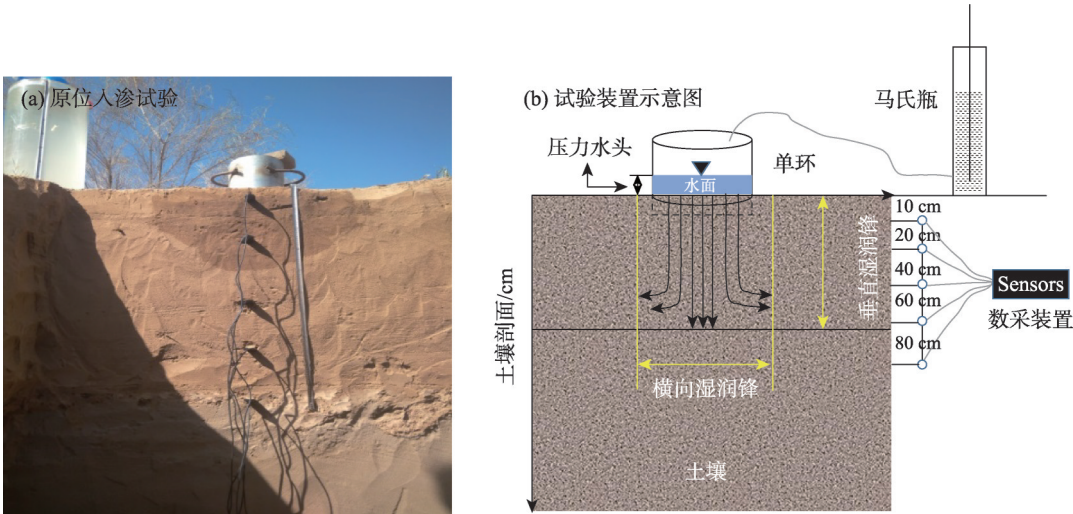 (a) 原位入渗试验
(b) 试验装置示意图
马氏瓶
压力水头
单环
水面
10 cm
20 cm
40 cm
60 cm
80 cm
垂直湿润锋
Sensors
数采装置
土壤剖面/cm
横向湿润锋
土壤